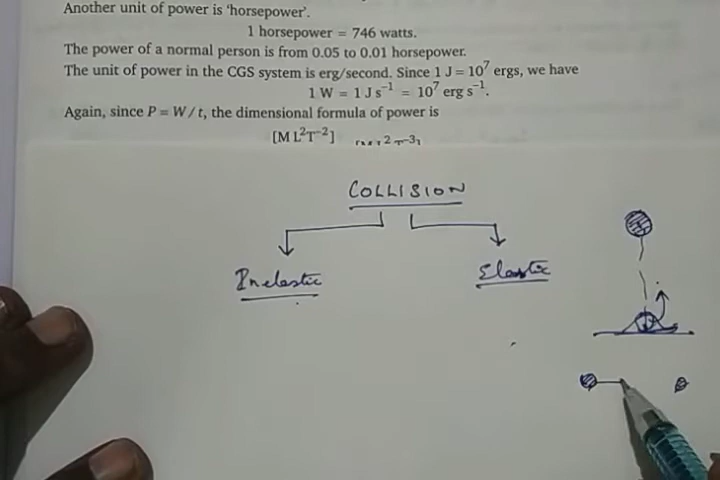 Another unit of power is ‘horsepower’.
1 horsepower = 746 watts.
The power of a normal person is from 0.05 to 0.01 horsepower.
The unit of power in the CGS system is erg/second. Since 1 J = 10⁷ ergs, we have
1 W = 1 J s⁻¹ = 10⁷ erg s⁻¹.
Again, since P = W / t, the dimensional formula of power is
[M L²T⁻²]
COLLISION
Inelastic Elastic